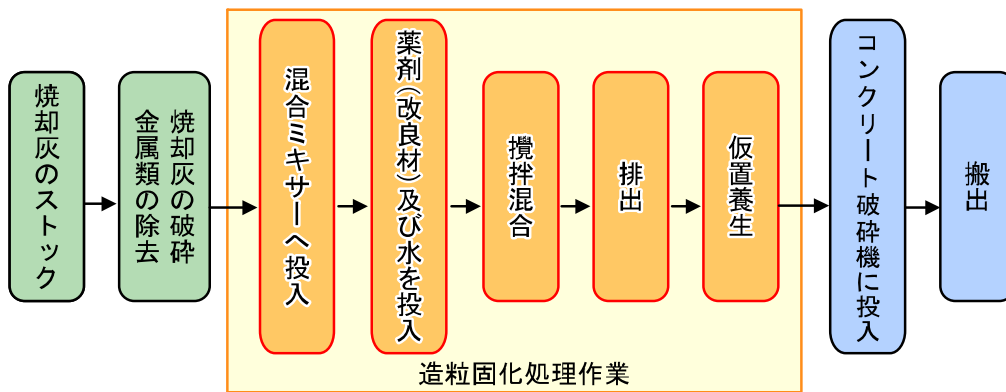 焼却灰のストック
焼却灰の破砕
金属類の除去
混合ミキサーへ投入
薬剤(改良材)及び水を投入
攪拌混合
排出
仮置養生
コンクリート破砕機に投入
搬出
造粒固化処理作業